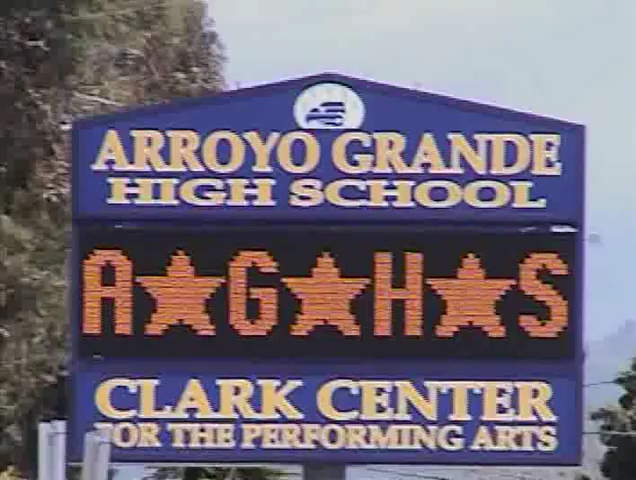 ARROYO GRANDE
HIGH SCHOOL
A★G★H★S
CLARK CENTER
FOR THE PERFORMING ARTS